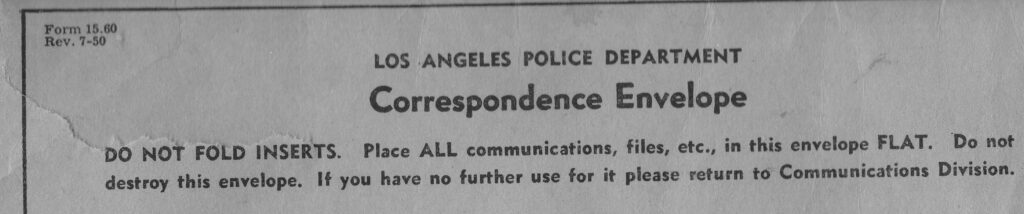 Form 15.60
Rev. 7-50
LOS ANGELES POLICE DEPARTMENT
Correspondence Envelope
DO NOT FOLD INSERTS. Place ALL communications, files, etc., in this envelope FLAT. Do not
destroy this envelope. If you have no further use for it please return to Communications Division.